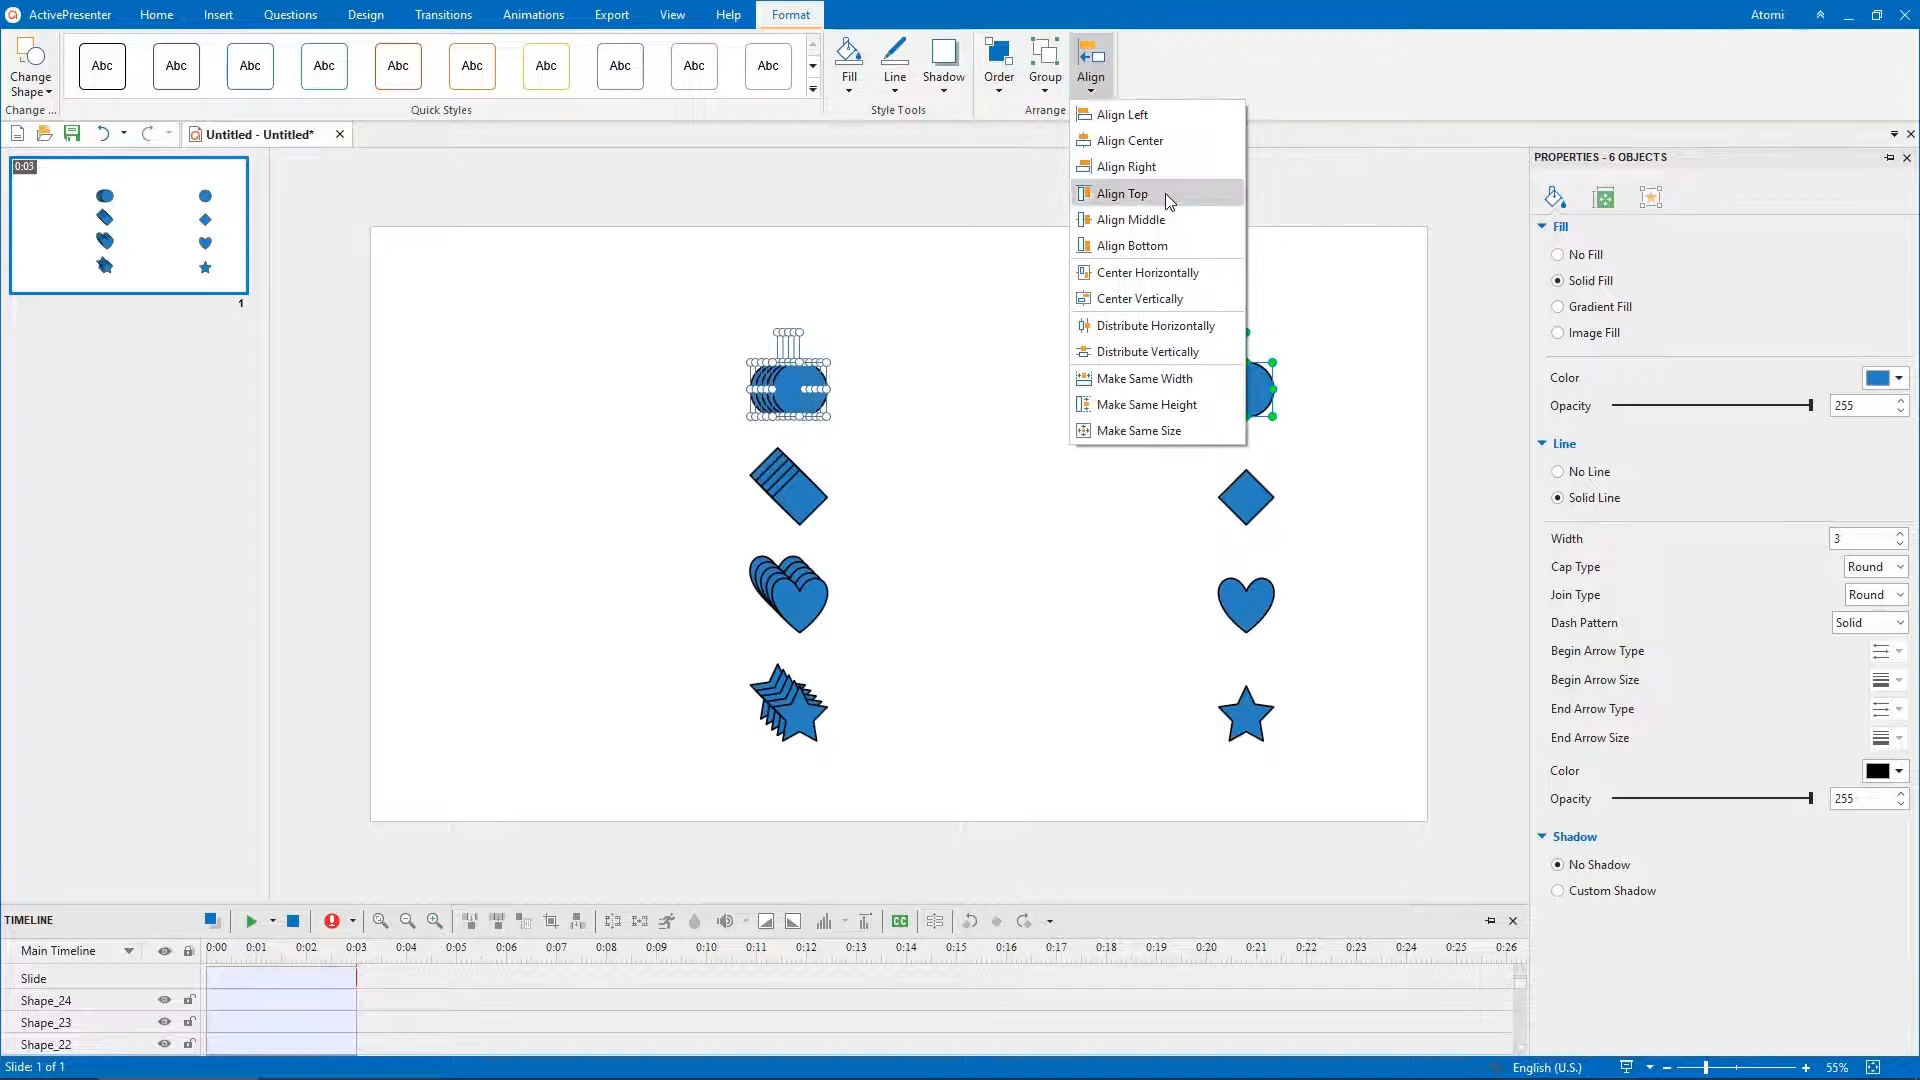 ActivePresenter Home Insert Questions Design Transitions Animations Export View Help Format Atomi
Abc Abc Abc Abc Abc Abc Abc Abc Abc Abc
Change Shape Fill Line Shadow Order Group Align
Change ... Quick Styles Style Tools Arrange
Untitled - Untitled*
Align Left
Align Center
Align Right
Align Top
Align Middle
Align Bottom
Center Horizontally
Center Vertically
Distribute Horizontally
Distribute Vertically
Make Same Width
Make Same Height
Make Same Size
0:03
1
PROPERTIES - 6 OBJECTS
Fill
No Fill
Solid Fill
Gradient Fill
Image Fill
Color
Opacity 255
Line
No Line
Solid Line
Width 3
Cap Type Round
Join Type Round
Dash Pattern Solid
Begin Arrow Type
Begin Arrow Size
End Arrow Type
End Arrow Size
Color
Opacity 255
Shadow
No Shadow
Custom Shadow
TIMELINE CC
Main Timeline 0:00 0:01 0:02 0:03 0:04 0:05 0:06 0:07 0:08 0:09 0:10 0:11 0:12 0:13 0:14 0:15 0:16 0:17 0:18 0:19 0:20 0:21 0:22 0:23 0:24 0:25 0:26
Slide
Shape_24
Shape_23
Shape_22
Slide: 1 of 1 English (U.S.) 55%